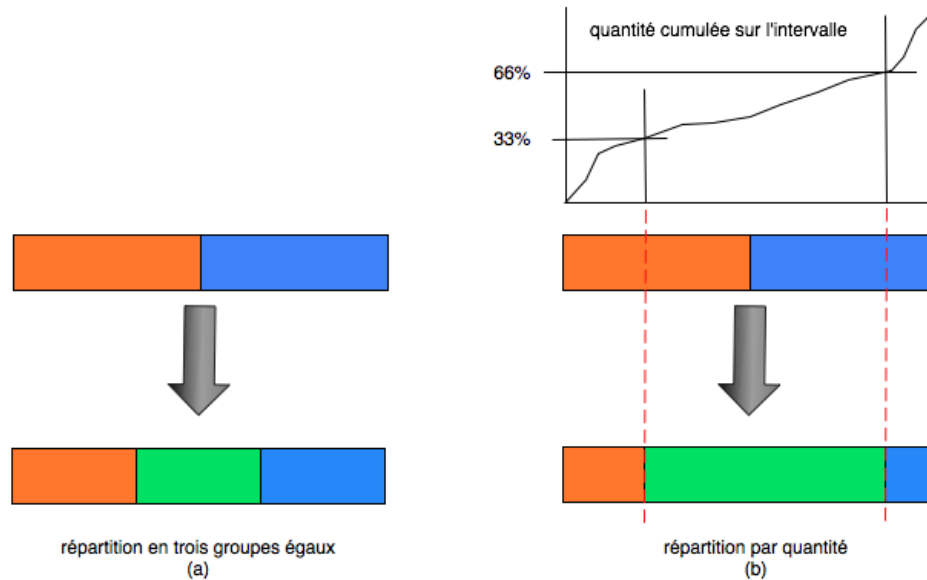 quantité cumulée sur l'intervalle
66%
33%
répartition en trois groupes égaux
(a)
répartition par quantité
(b)